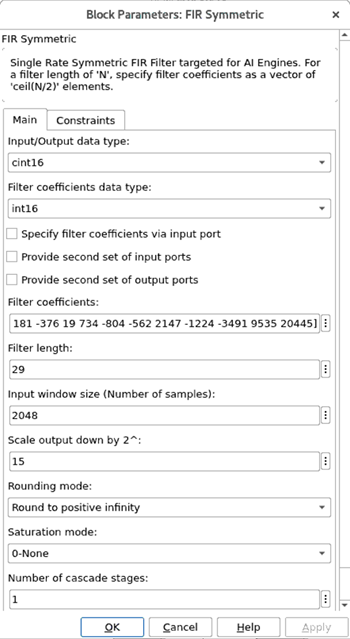 Block Parameters: FIR Symmetric
FIR Symmetric
Single Rate Symmetric FIR Filter targeted for AI Engines. For
a filter length of 'N', specify filter coefficients as a vector of
'ceil(N/2)' elements.
Main Constraints
Input/Output data type:
cint16
Filter coefficients data type:
int16
Specify filter coefficients via input port
Provide second set of input ports
Provide second set of output ports
Filter coefficients:
181 -376 19 734 -804 -562 2147 -1224 -3491 9535 20445]
Filter length:
29
Input window size (Number of samples):
2048
Scale output down by 2^:
15
Rounding mode:
Round to positive infinity
Saturation mode:
0-None
Number of cascade stages:
1
OK Cancel Help Apply